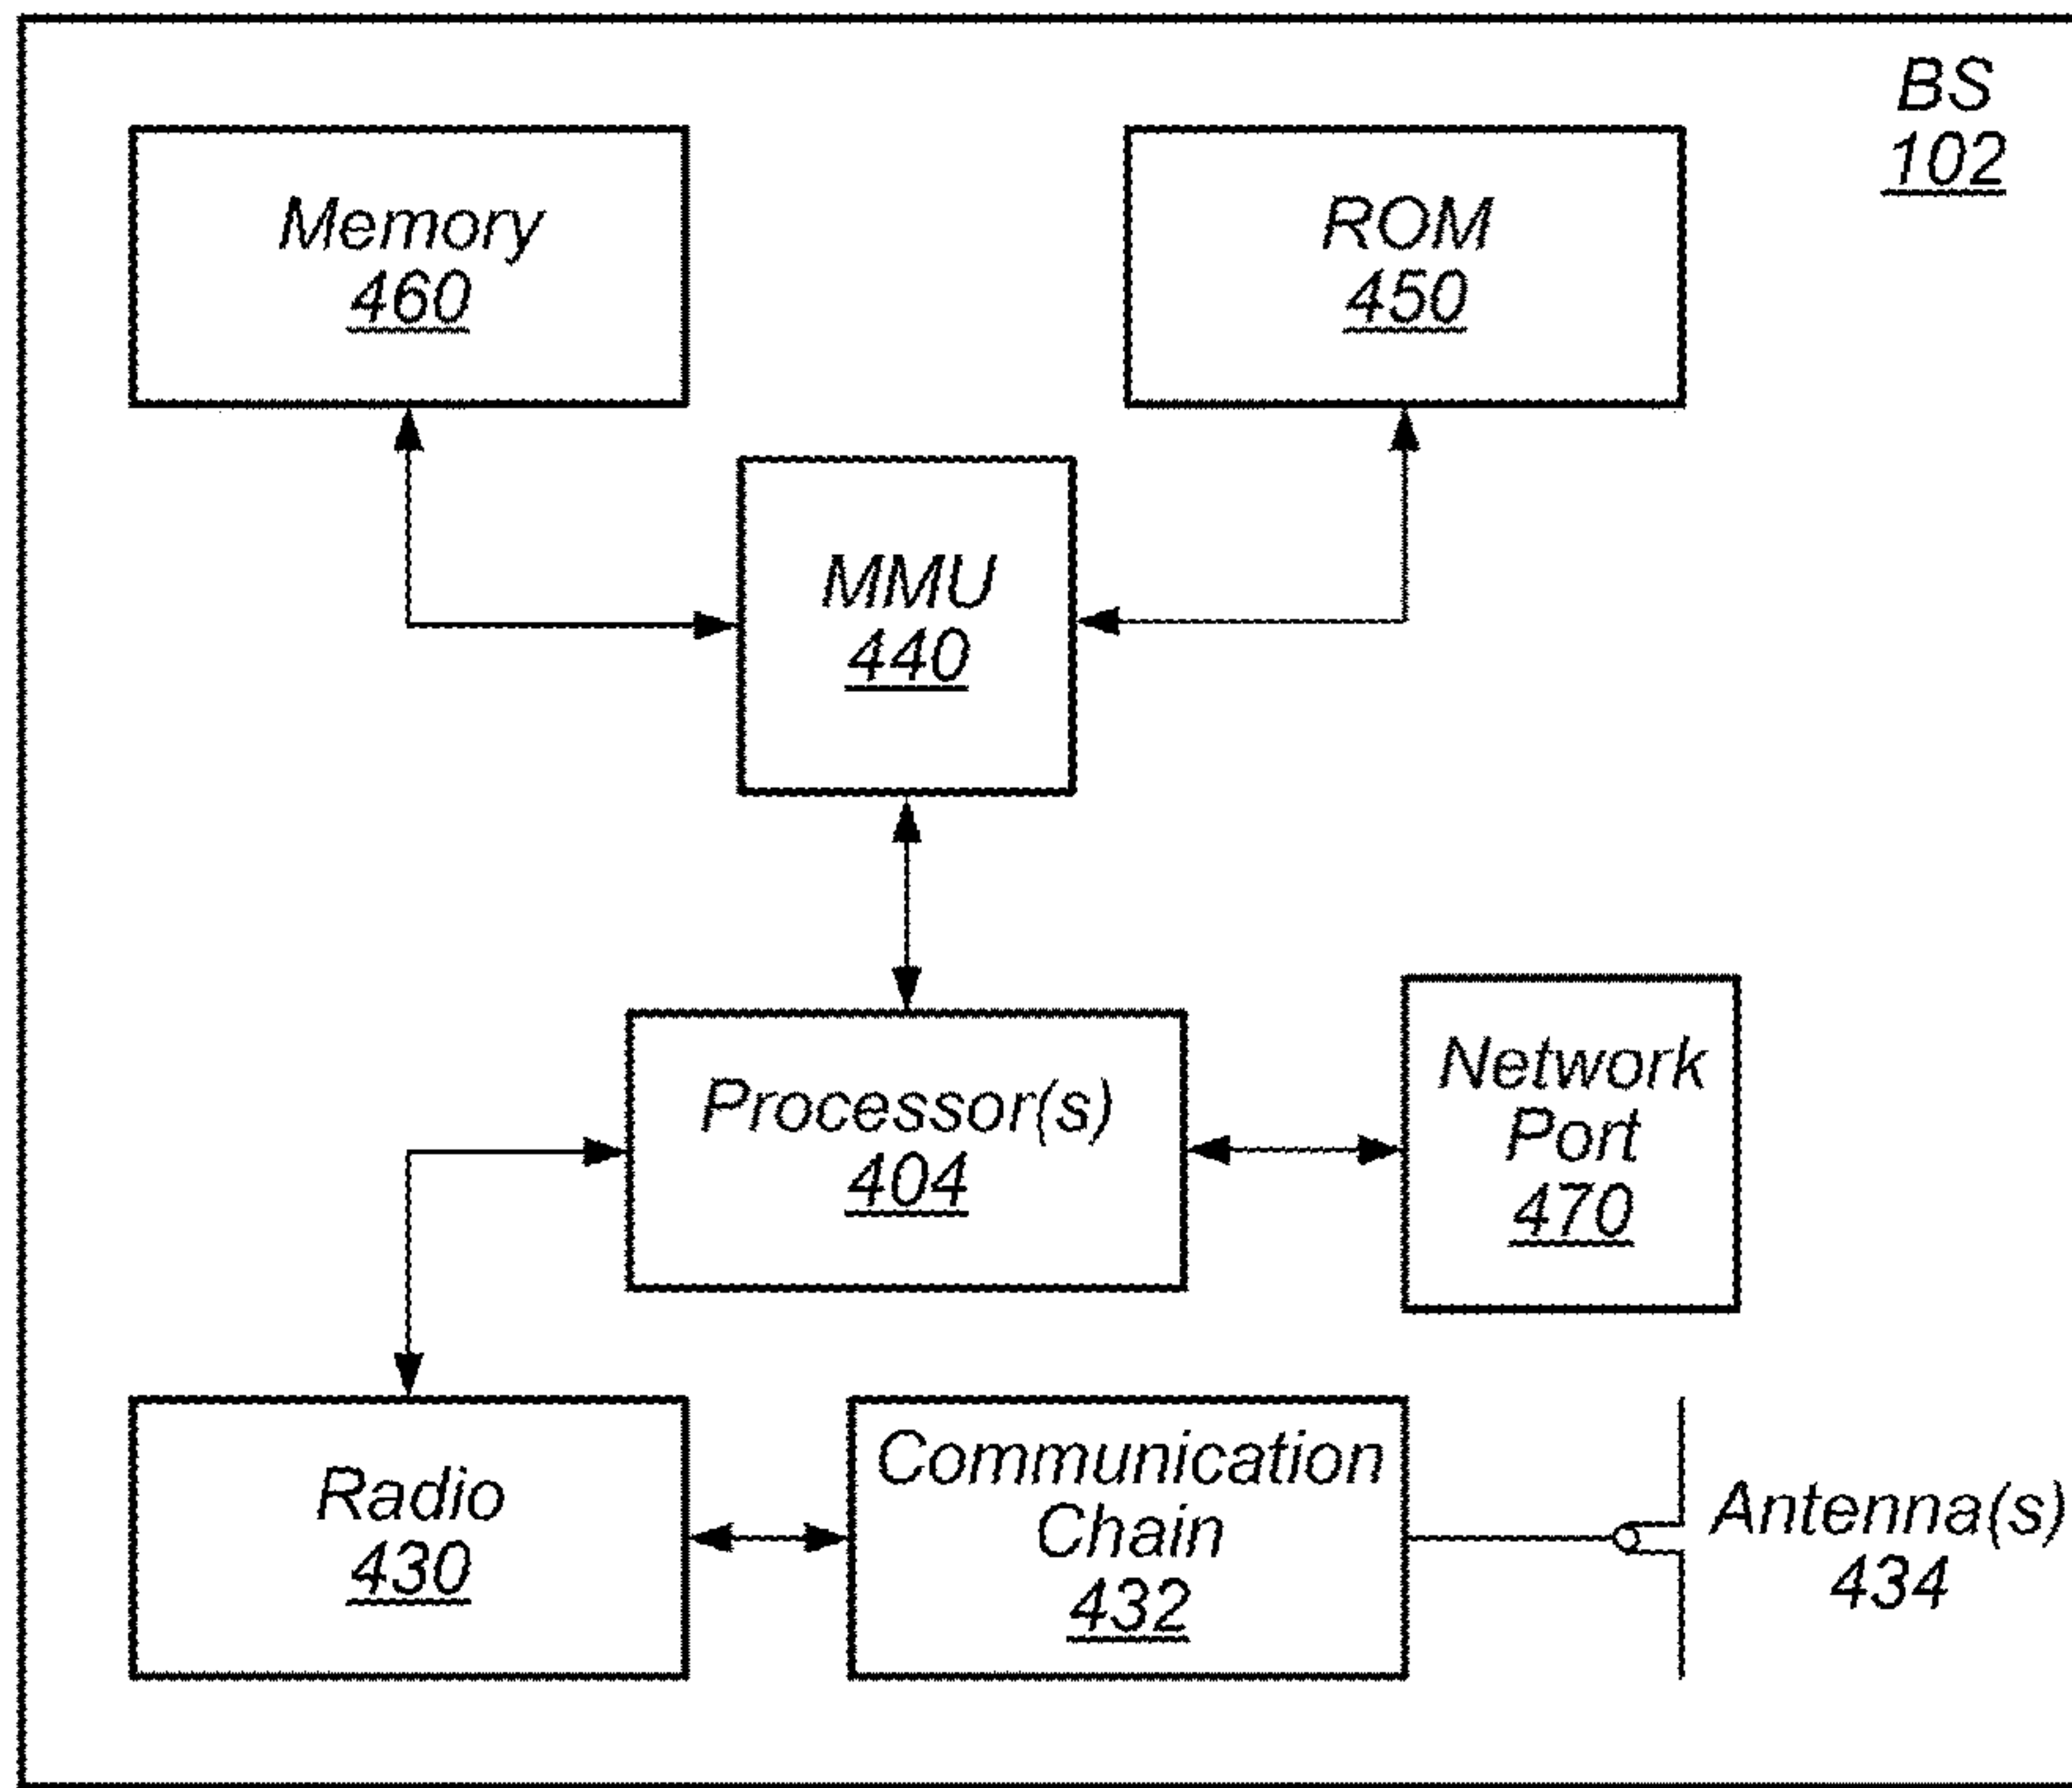 BS
102
Memory
460
ROM
450
MMU
440
Processor(s)
404
Network
Port
470
Radio
430
Communication
Chain
432
Antenna(s)
434